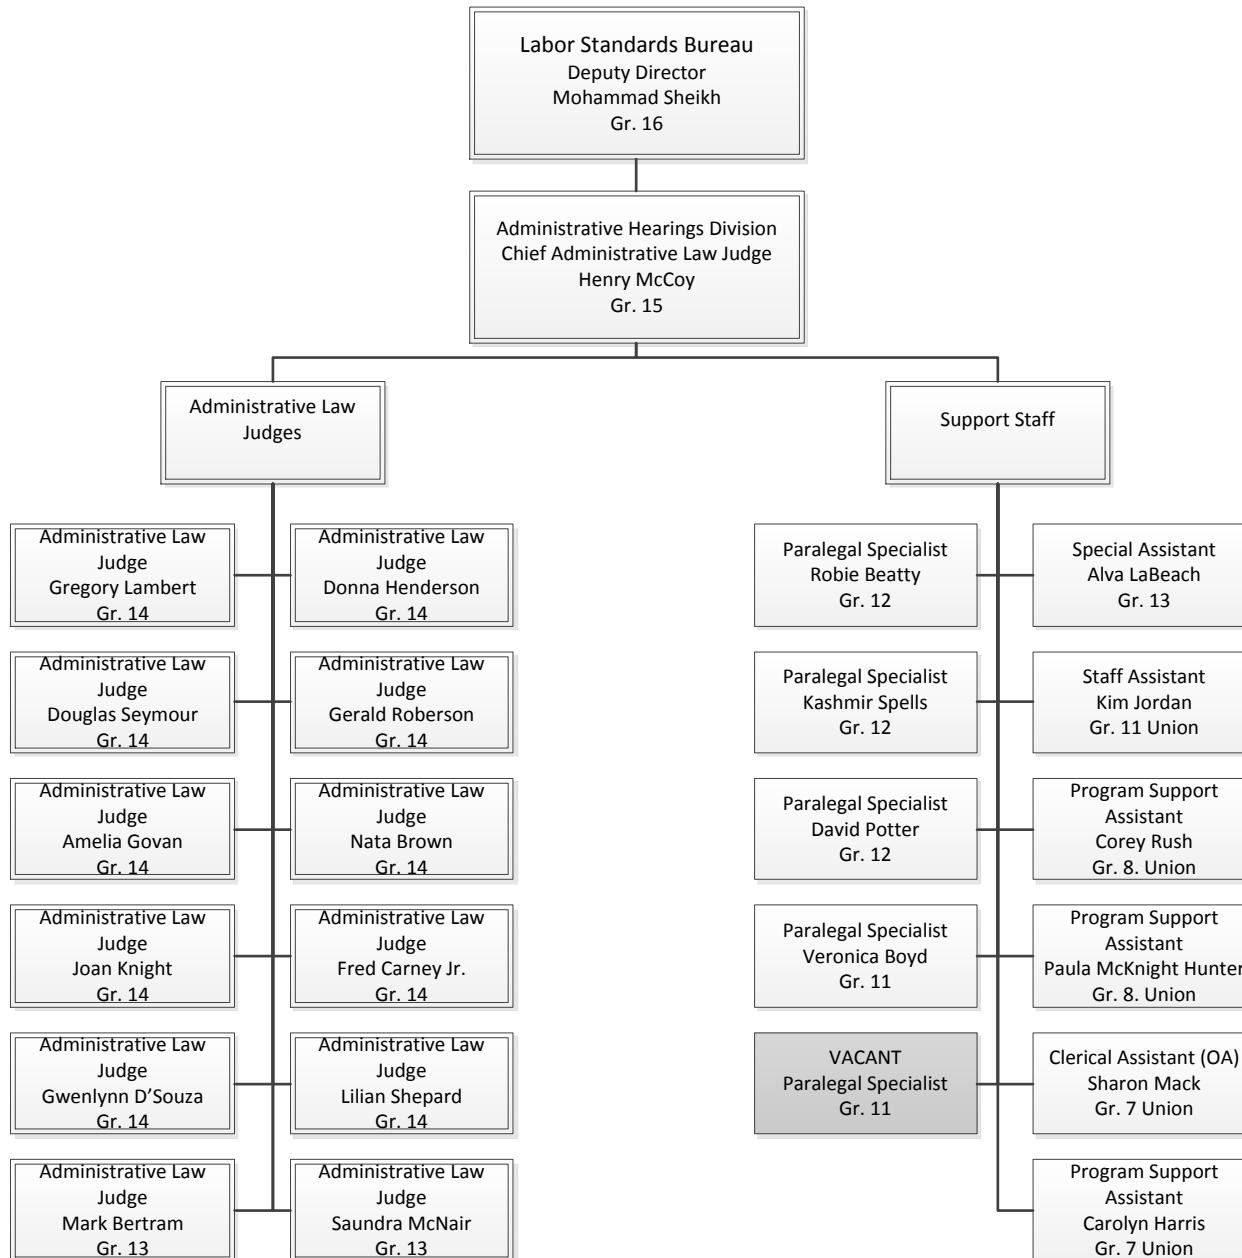 Labor Standards Bureau
Deputy Director
Mohammad Sheikh
Gr. 16
Administrative Hearings Division
Chief Administrative Law Judge
Henry McCoy
Gr. 15
Administrative Law
Judges
Support Staff
Administrative Law
Judge
Gregory Lambert
Gr. 14
Administrative Law
Judge
Donna Henderson
Gr. 14
Paralegal Specialist
Robie Beatty
Gr. 12
Special Assistant
Alva LaBeach
Gr. 13
Administrative Law
Judge
Douglas Seymour
Gr. 14
Administrative Law
Judge
Gerald Roberson
Gr. 14
Paralegal Specialist
Kashmir Spells
Gr. 12
Staff Assistant
Kim Jordan
Gr. 11 Union
Administrative Law
Judge
Amelia Govan
Gr. 14
Administrative Law
Judge
Nata Brown
Gr. 14
Paralegal Specialist
David Potter
Gr. 12
Program Support
Assistant
Corey Rush
Gr. 8. Union
Administrative Law
Judge
Joan Knight
Gr. 14
Administrative Law
Judge
Fred Carney Jr.
Gr. 14
Paralegal Specialist
Veronica Boyd
Gr. 11
Program Support
Assistant
Paula McKnight Hunter
Gr. 8. Union
Administrative Law
Judge
Gwenlynn D’Souza
Gr. 14
Administrative Law
Judge
Lilian Shepard
Gr. 14
VACANT
Paralegal Specialist
Gr. 11
Clerical Assistant (OA)
Sharon Mack
Gr. 7 Union
Administrative Law
Judge
Mark Bertram
Gr. 13
Administrative Law
Judge
Saundra McNair
Gr. 13
Program Support
Assistant
Carolyn Harris
Gr. 7 Union